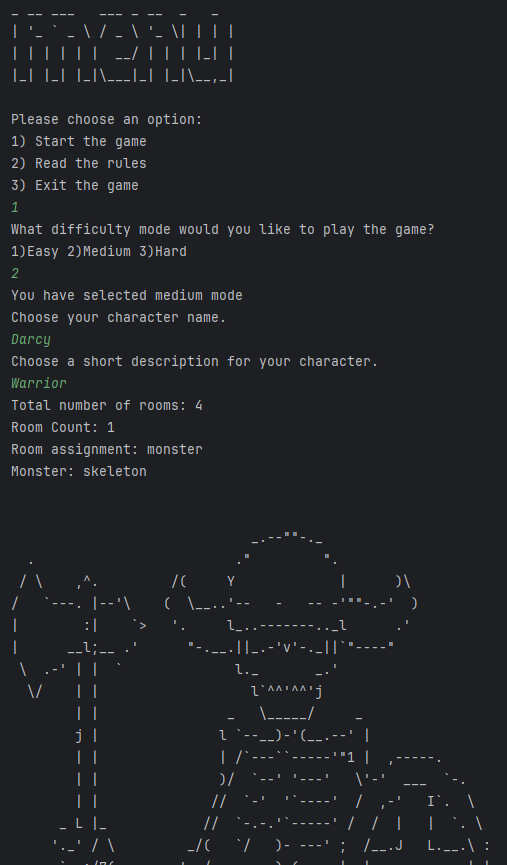 menu
Please choose an option:
1) Start the game
2) Read the rules
3) Exit the game
1
What difficulty mode would you like to play the game?
1)Easy 2)Medium 3)Hard
2
You have selected medium mode
Choose your character name.
Darcy
Choose a short description for your character.
Warrior
Total number of rooms: 4
Room Count: 1
Room assignment: monster
Monster: skeleton